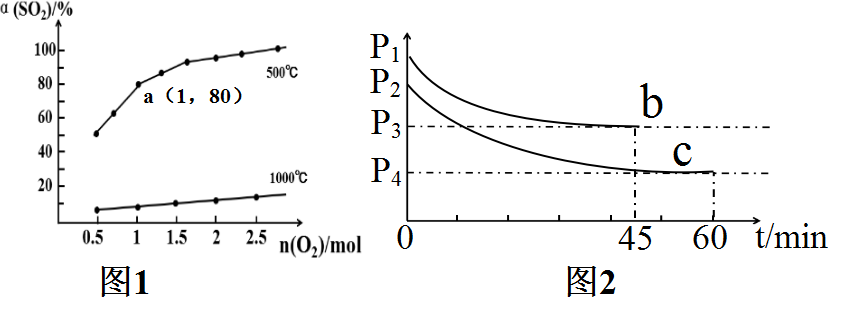 α(SO₂)/%
100
80
60
40
20
500℃
a（1，80）
1000℃
0.5 1 1.5 2 2.5 n(O₂)/mol
图1
P₁
P₂
P₃
P₄
b
c
0 45 60 t/min
图2